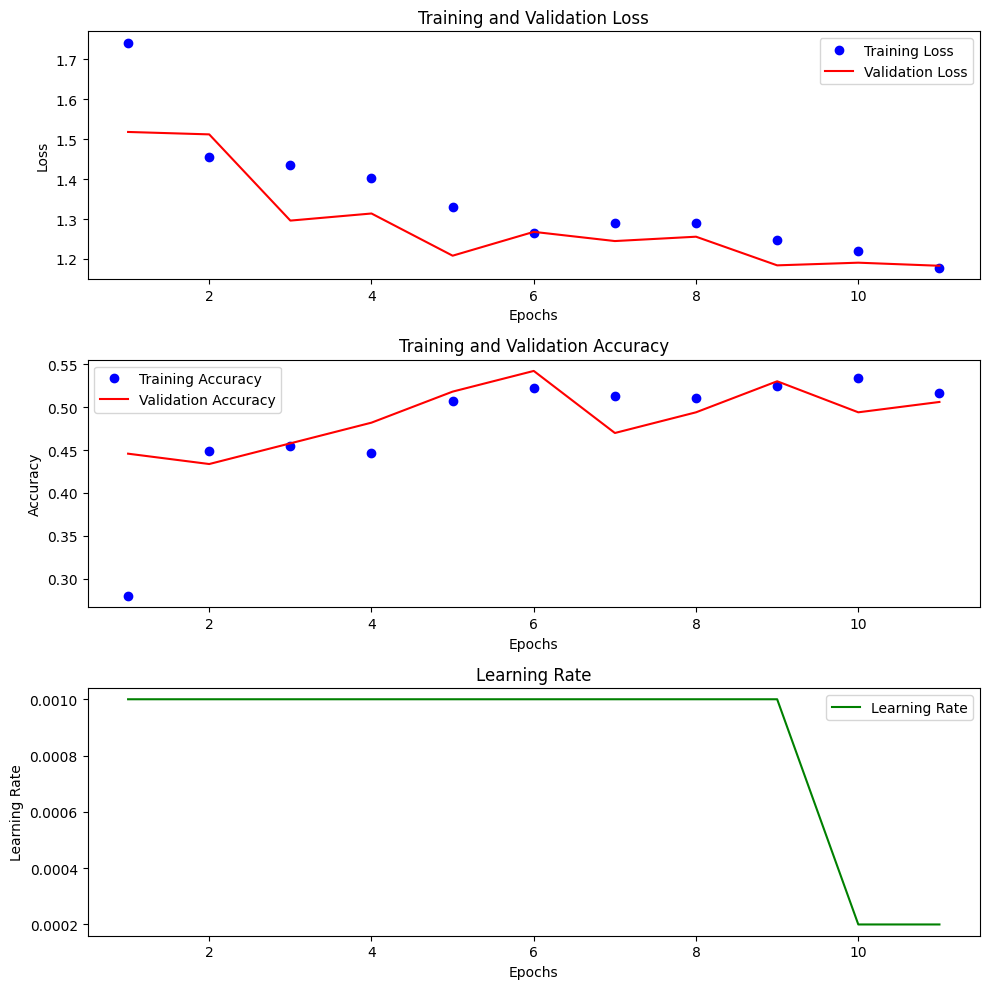 Training and Validation Loss
1.7
1.6
1.5
1.4
1.3
1.2
Loss
Training Loss
Validation Loss
2 4 6 8 10
Epochs
Training and Validation Accuracy
0.55
0.50
0.45
0.40
0.35
0.30
Accuracy
Training Accuracy
Validation Accuracy
2 4 6 8 10
Epochs
Learning Rate
0.0010
0.0008
0.0006
0.0004
0.0002
Learning Rate
Learning Rate
2 4 6 8 10
Epochs